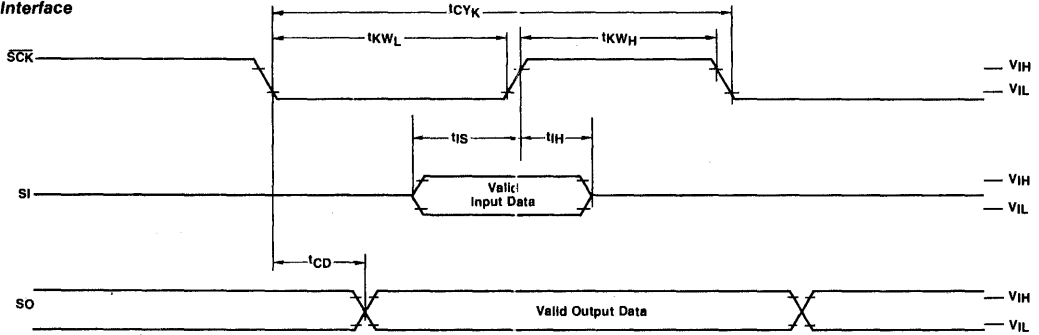 Interface
tCYK
tKWL
tKWH
SCK
VIH
VIL
tIS
tIH
SI
Valid
Input Data
VIH
VIL
tCD
SO
Valid Output Data
VIH
VIL